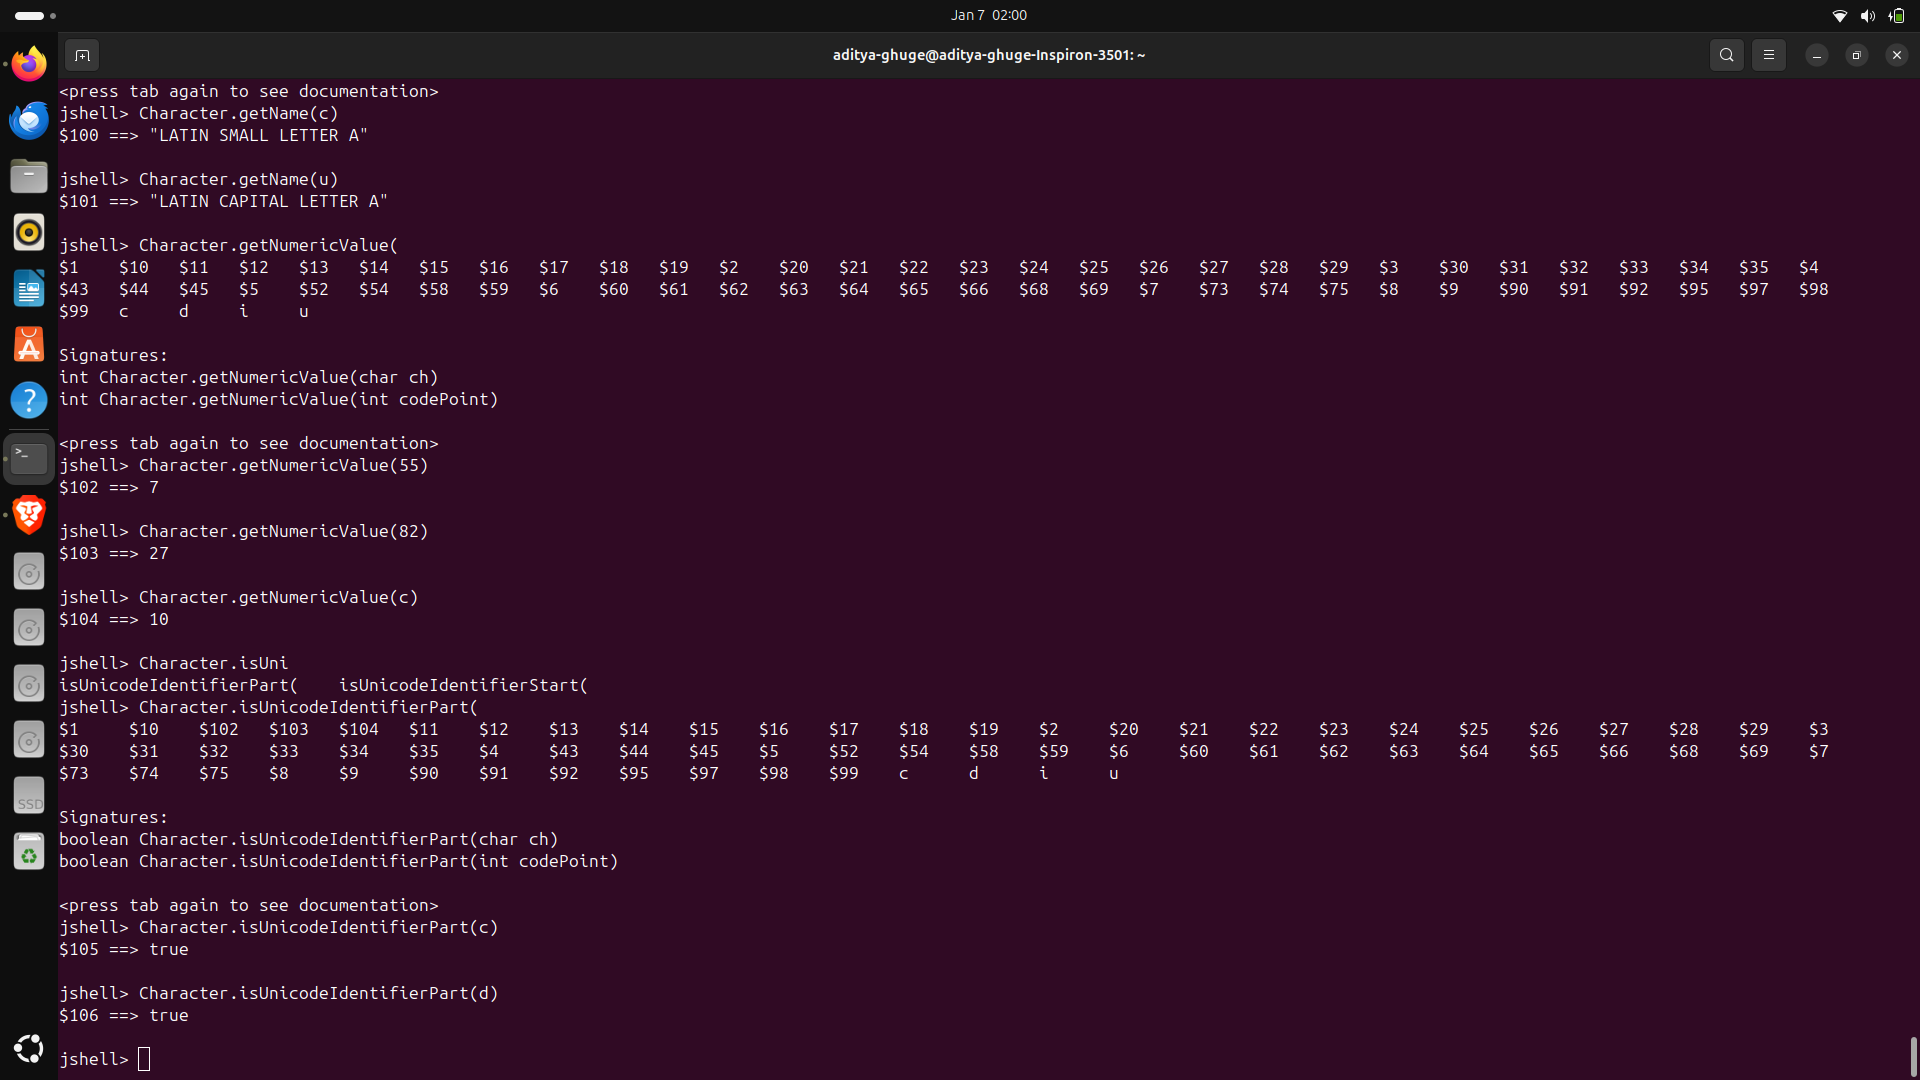 Jan 7 02:00
aditya-ghuge@aditya-ghuge-Inspiron-3501: ~
<press tab again to see documentation>
jshell> Character.getName(c)
$100 ==> "LATIN SMALL LETTER A"
jshell> Character.getName(u)
$101 ==> "LATIN CAPITAL LETTER A"
jshell> Character.getNumericValue(
$1 $10 $11 $12 $13 $14 $15 $16 $17 $18 $19 $2 $20 $21 $22 $23 $24 $25 $26 $27 $28 $29 $3 $30 $31 $32 $33 $34 $35 $4
$43 $44 $45 $5 $52 $54 $58 $59 $6 $60 $61 $62 $63 $64 $65 $66 $68 $69 $7 $73 $74 $75 $8 $9 $90 $91 $92 $95 $97 $98
$99 c d i u
Signatures:
int Character.getNumericValue(char ch)
int Character.getNumericValue(int codePoint)
<press tab again to see documentation>
jshell> Character.getNumericValue(55)
$102 ==> 7
jshell> Character.getNumericValue(82)
$103 ==> 27
jshell> Character.getNumericValue(c)
$104 ==> 10
jshell> Character.isUni
isUnicodeIdentifierPart( isUnicodeIdentifierStart(
jshell> Character.isUnicodeIdentifierPart(
$1 $10 $102 $103 $104 $11 $12 $13 $14 $15 $16 $17 $18 $19 $2 $20 $21 $22 $23 $24 $25 $26 $27 $28 $29 $3
$30 $31 $32 $33 $34 $35 $4 $43 $44 $45 $5 $52 $54 $58 $59 $6 $60 $61 $62 $63 $64 $65 $66 $68 $69 $7
$73 $74 $75 $8 $9 $90 $91 $92 $95 $97 $98 $99 c d i u
Signatures:
boolean Character.isUnicodeIdentifierPart(char ch)
boolean Character.isUnicodeIdentifierPart(int codePoint)
<press tab again to see documentation>
jshell> Character.isUnicodeIdentifierPart(c)
$105 ==> true
jshell> Character.isUnicodeIdentifierPart(d)
$106 ==> true
jshell>
SSD